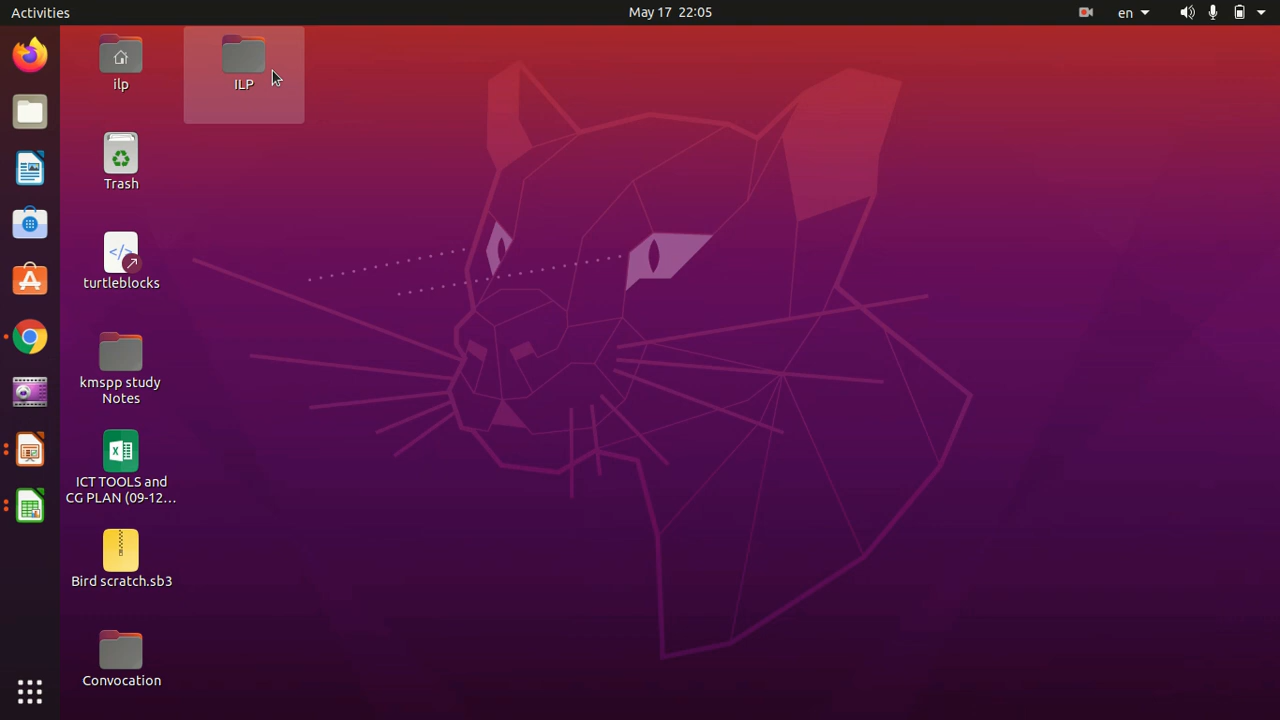 Activities
May 17 22:05
en
ilp
ILP
Trash
turtleblocks
kmspp study
Notes
ICT TOOLS and
CG PLAN (09-12...
Bird scratch.sb3
Convocation